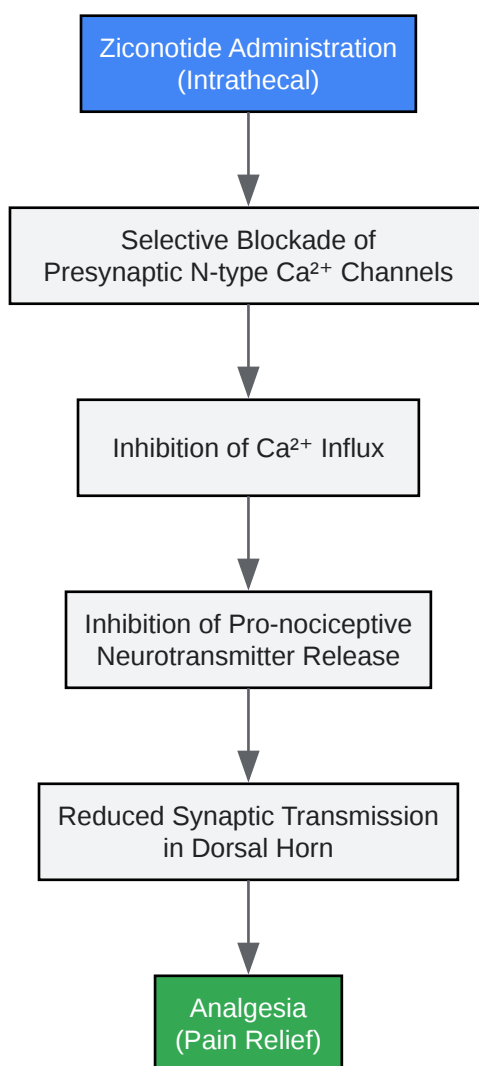 Ziconotide Administration
(Intrathecal)
Selective Blockade of
Presynaptic N-type Ca²⁺ Channels
Inhibition of Ca²⁺ Influx
Inhibition of Pro-nociceptive
Neurotransmitter Release
Reduced Synaptic Transmission
in Dorsal Horn
Analgesia
(Pain Relief)